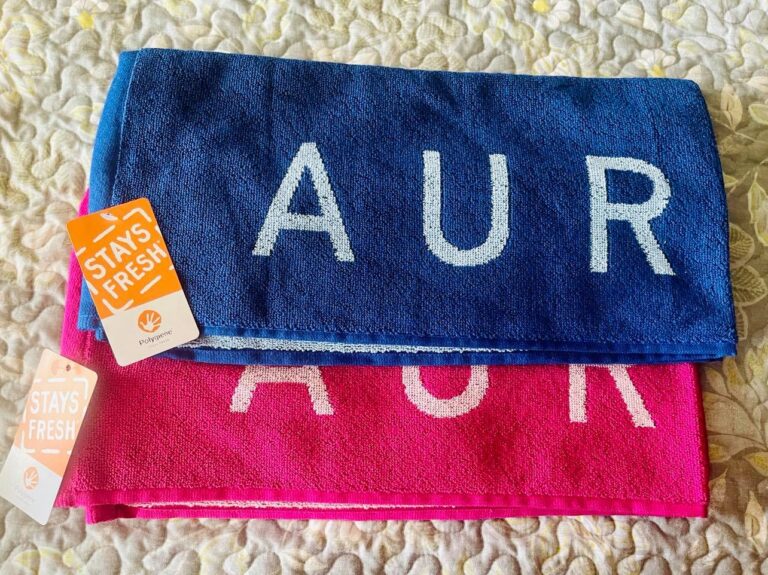 AUR
STAYS
FRESH
Polygiene
AUR
STAYS
FRESH